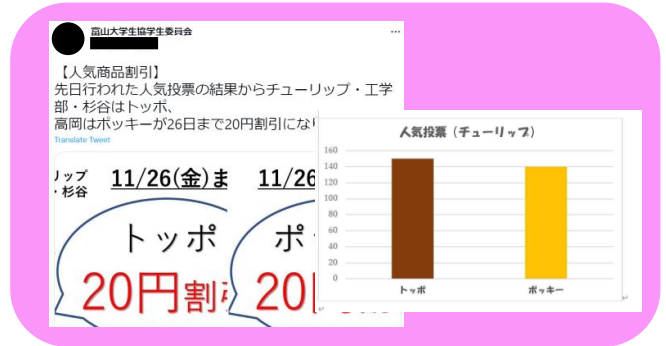 富山大学生協学生委員会
【人気商品割引】
先日行われた人気投票の結果からチューリップ・工学
部・杉谷はトッポ、
高岡はポッキーが26日まで20円割引にな
Translate Tweet
リップ
・杉谷
11/26(金)ま
トッポ
20円割
11/26
ポ
20
人気投票（チューリップ）
160
140
120
100
80
60
40
20
0
トッポ
ポッキー